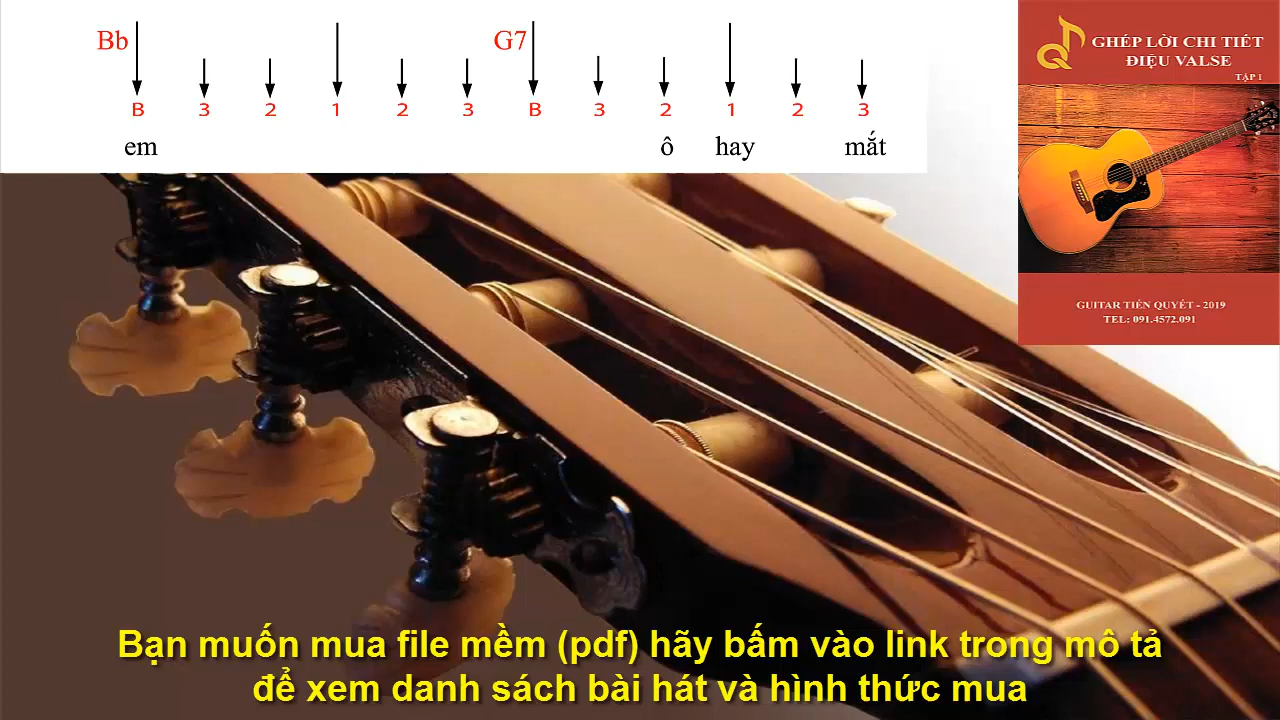 Bb G7
B 3 2 1 2 3 B 3 2 1 2 3
em ô hay mắt
GHÉP LỜI CHI TIẾT
ĐIỆU VALSE
TẬP 1
GUITAR TIẾN QUYẾT - 2019
TEL: 091.4572.091
Bạn muốn mua file mềm (pdf) hãy bấm vào link trong mô tả
để xem danh sách bài hát và hình thức mua